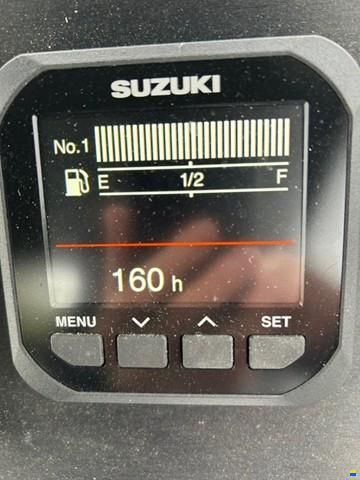 SUZUKI
No.1
E 1/2 F
160 h
MENU SET